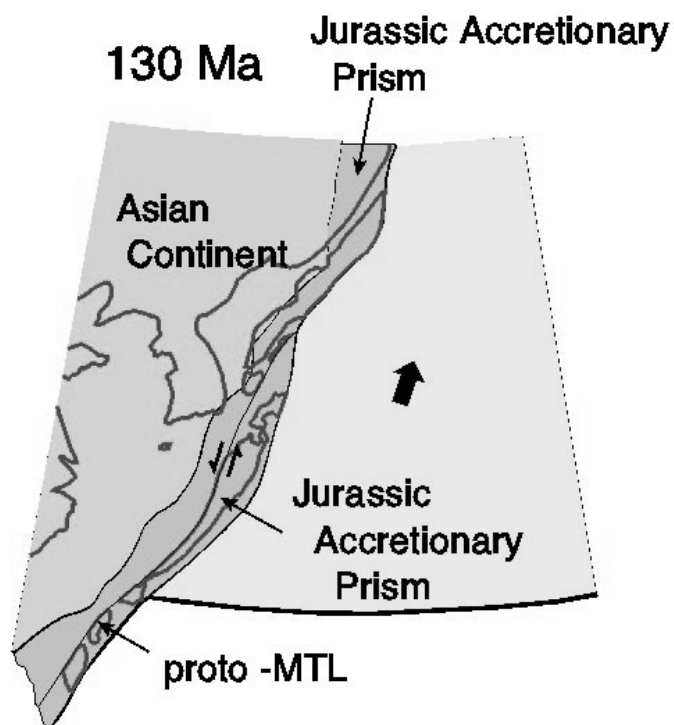 130 Ma
Jurassic Accretionary
Prism
Asian
Continent
Jurassic
Accretionary
Prism
proto -MTL